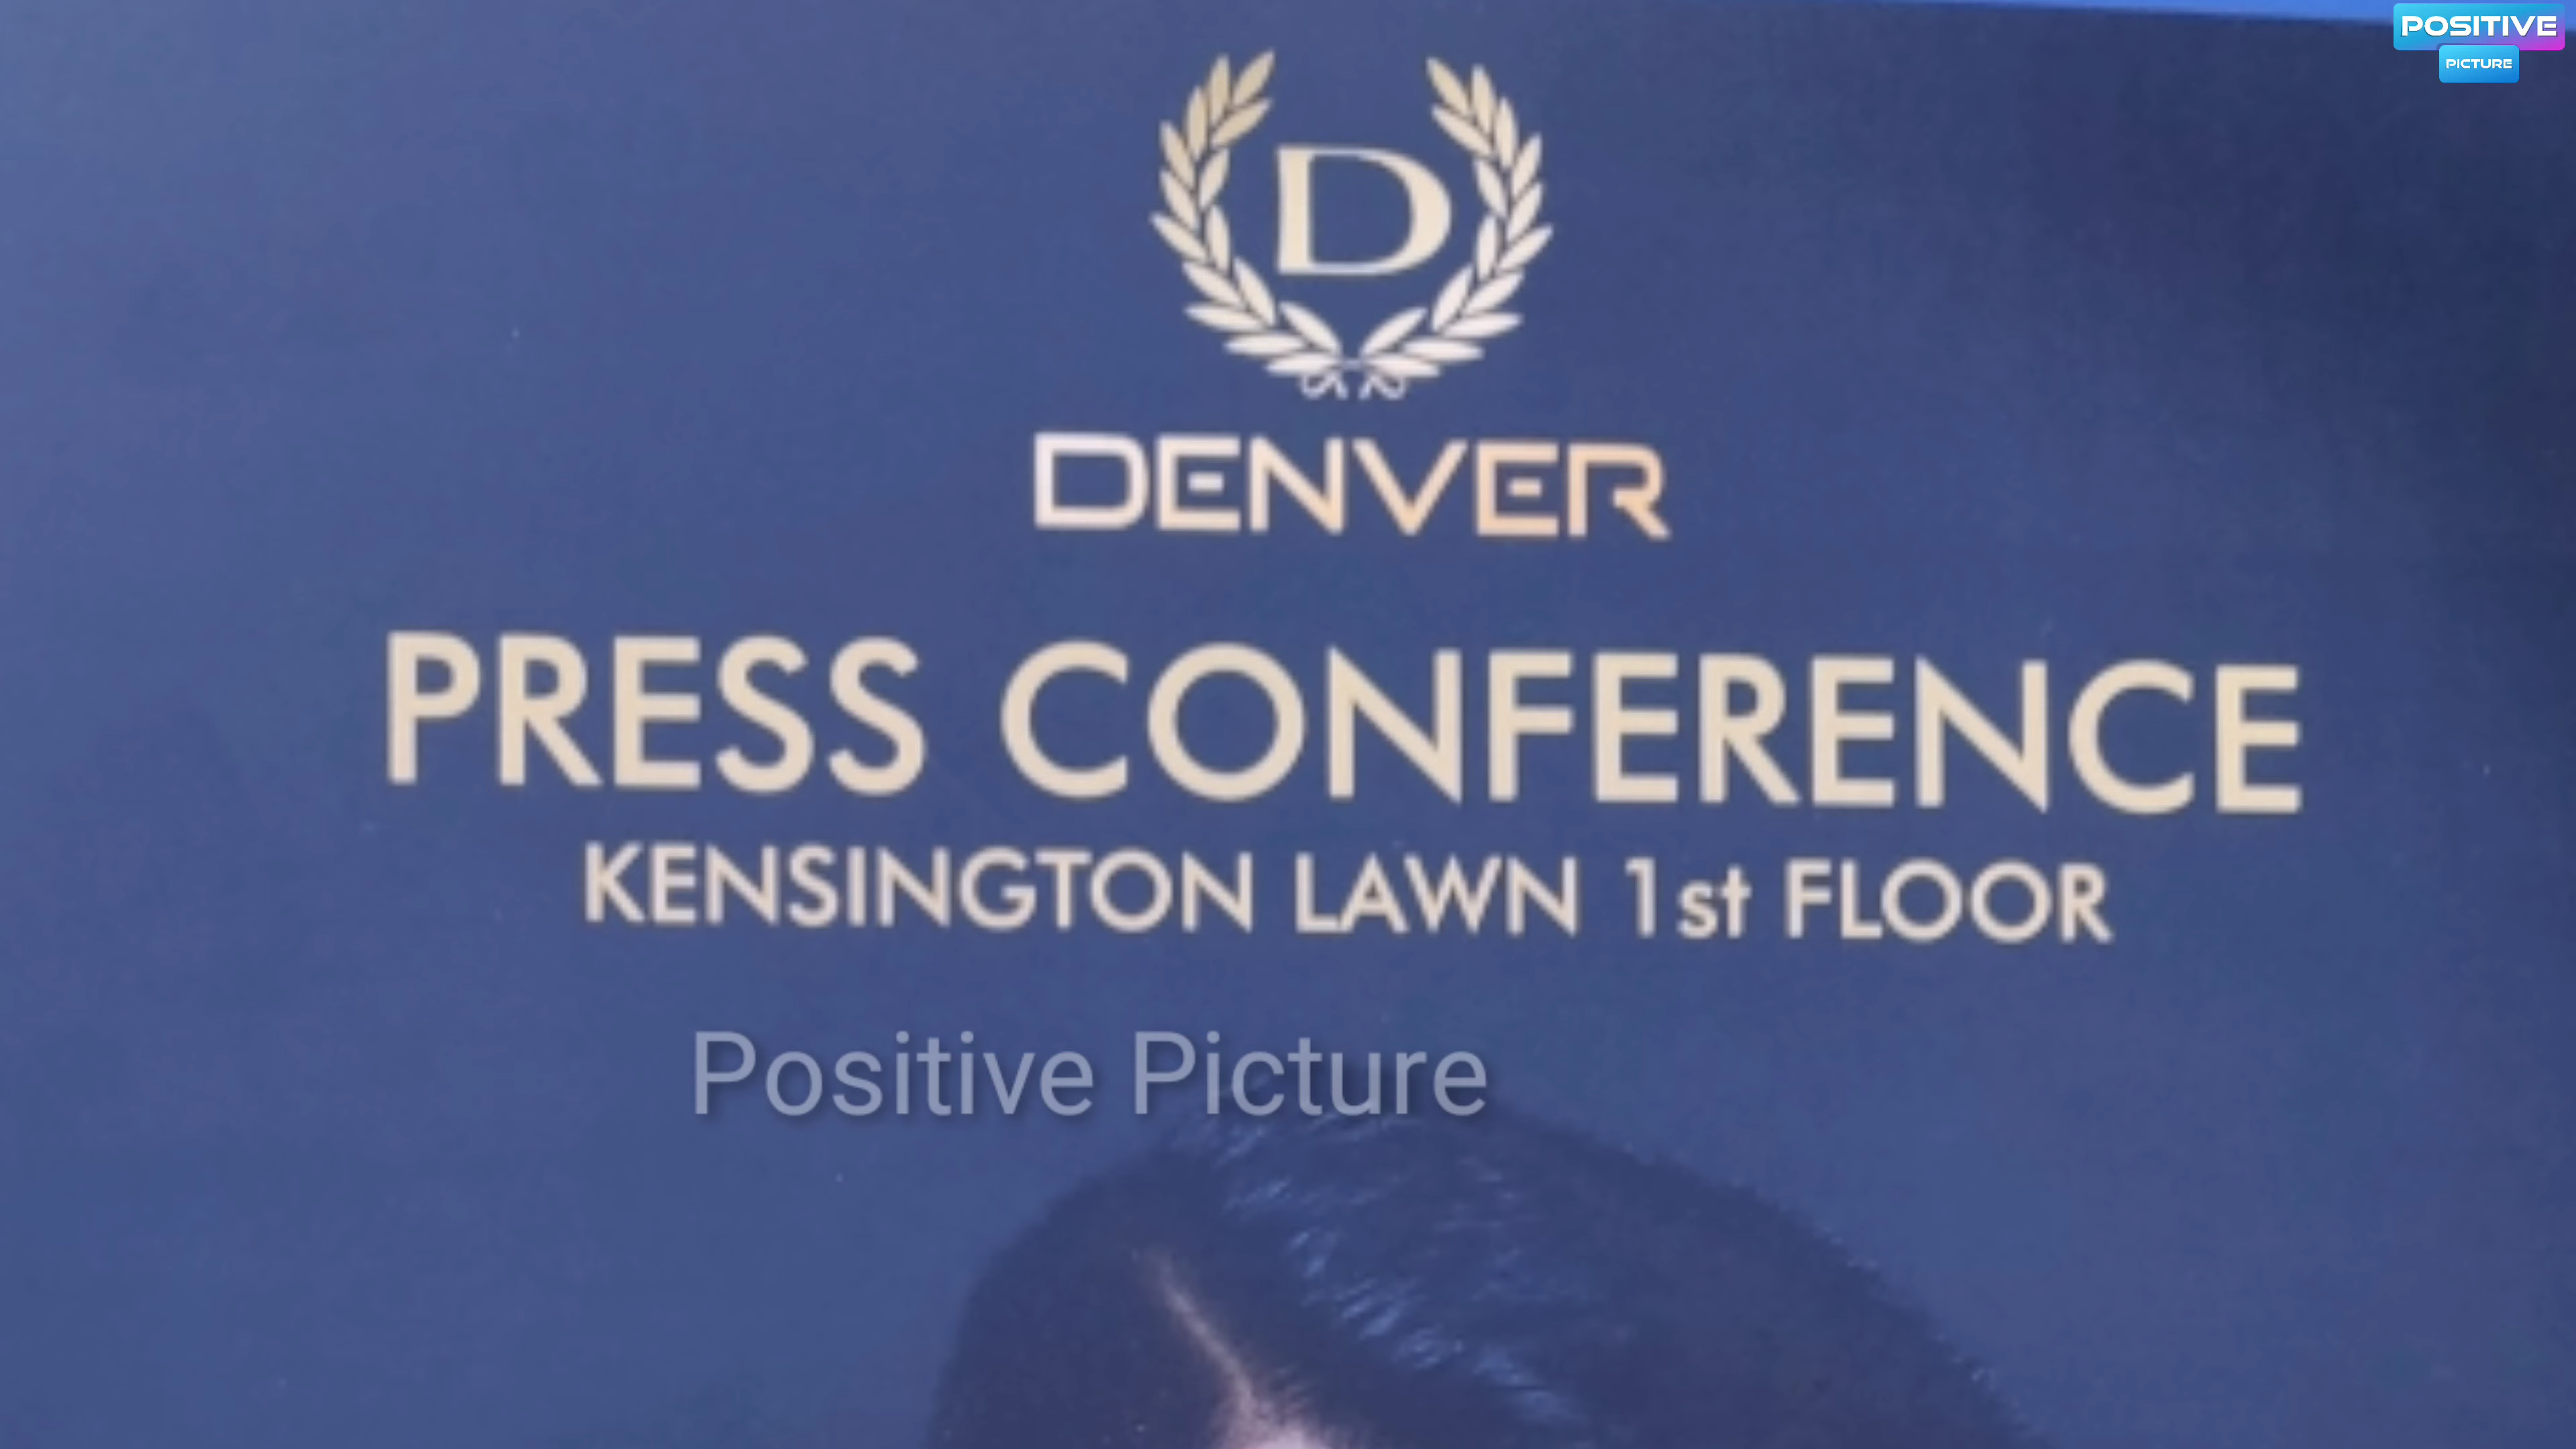 POSITIVE
PICTURE
D
DENVER
PRESS CONFERENCE
KENSINGTON LAWN 1st FLOOR
Positive Picture